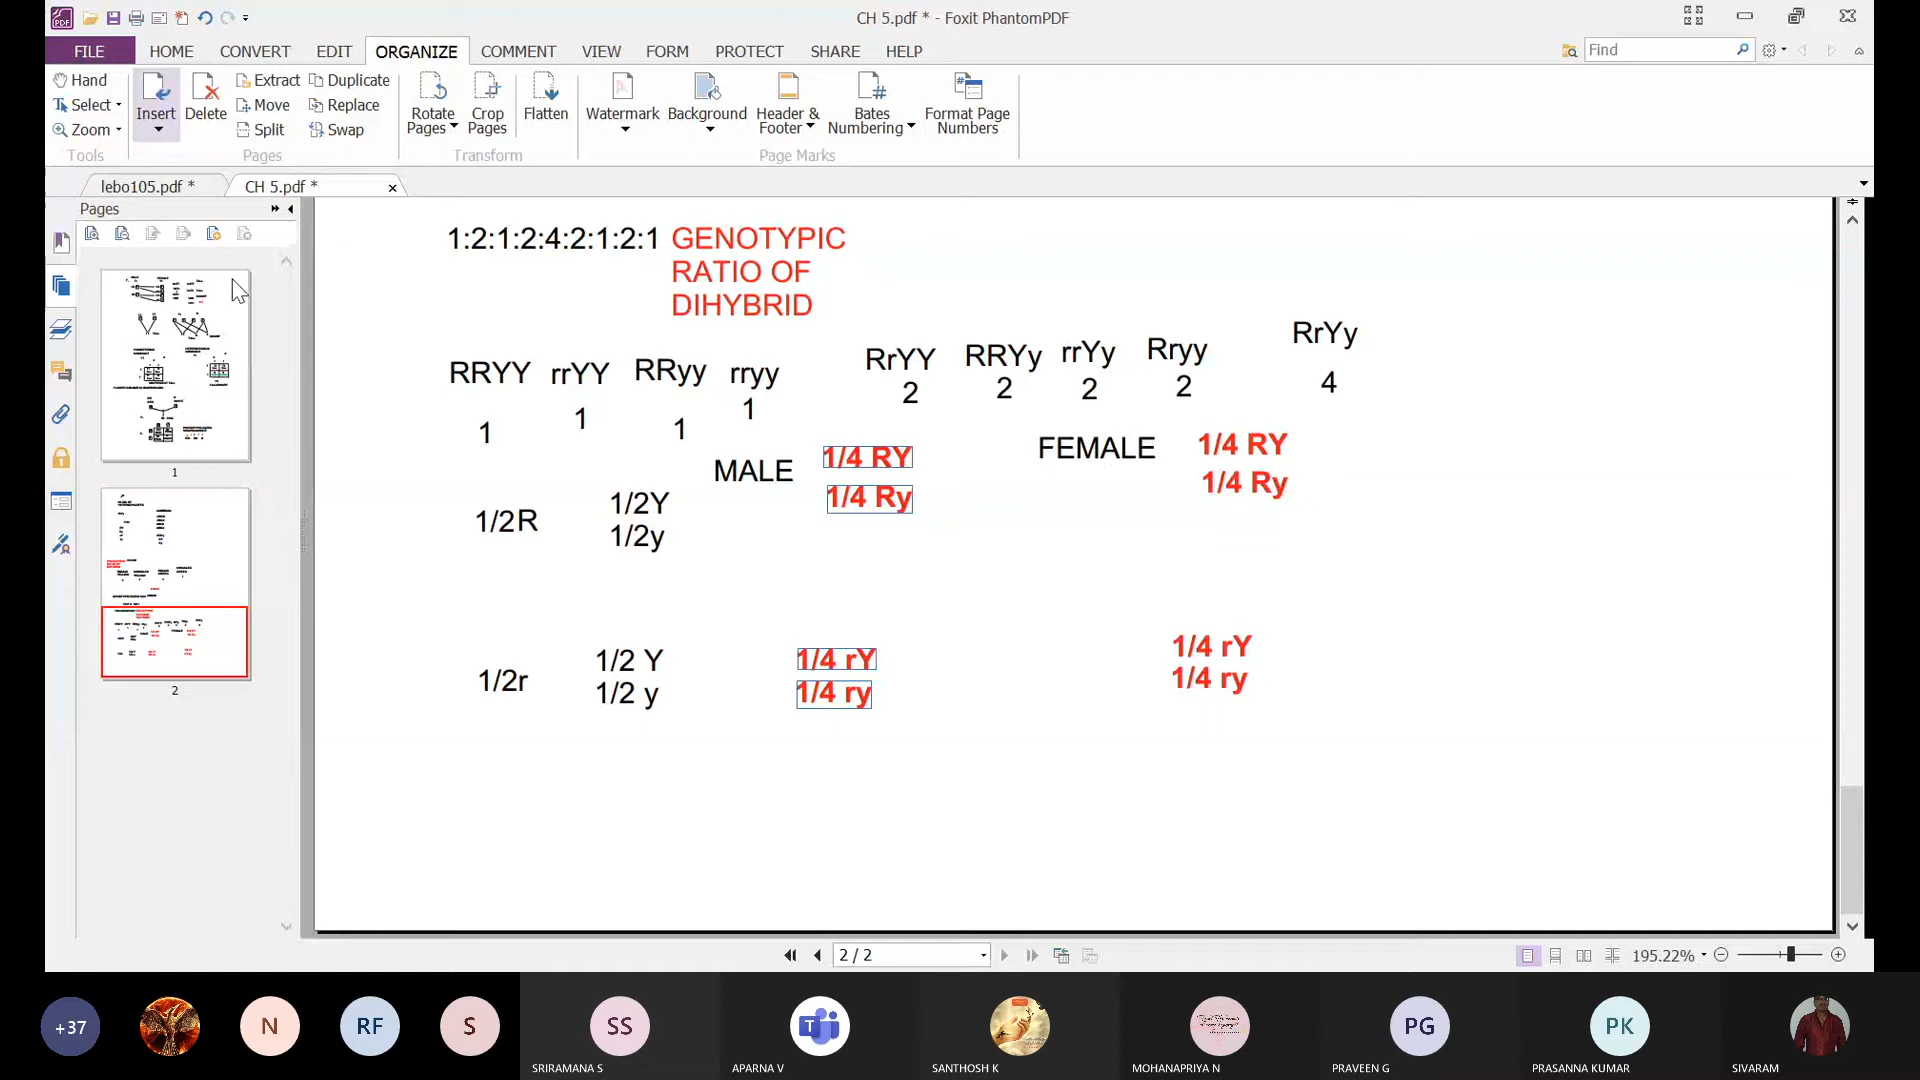 CH 5.pdf * - Foxit PhantomPDF
FILE HOME CONVERT EDIT ORGANIZE COMMENT VIEW FORM PROTECT SHARE HELP
Find
Hand
Select
Zoom
Tools
Insert
Delete
Extract
Move
Split
Duplicate
Replace
Swap
Pages
Rotate Pages
Crop Pages
Flatten
Transform
Watermark
Background
Header & Footer
Bates Numbering
Format Page Numbers
Page Marks
lebo105.pdf *
CH 5.pdf *
Pages
1
2
1:2:1:2:4:2:1:2:1 GENOTYPIC
RATIO OF
DIHYBRID
RRYY rrYY RRyy rryy RrYY RRYy rrYy Rryy RrYy
1 1 1 1 2 2 2 2 4
MALE 1/4 RY
1/4 Ry
FEMALE 1/4 RY
1/4 Ry
1/2R
1/2Y
1/2y
1/2r
1/2 Y
1/2 y
1/4 rY
1/4 ry
1/4 rY
1/4 ry
2 / 2
195.22%
+37
N
RF
S
SS
T
PG
PK
SRIRAMANA S
APARNA V
SANTHOSH K
MOHANAPRIYA N
PRAVEEN G
PRASANNA KUMAR
SIVARAM